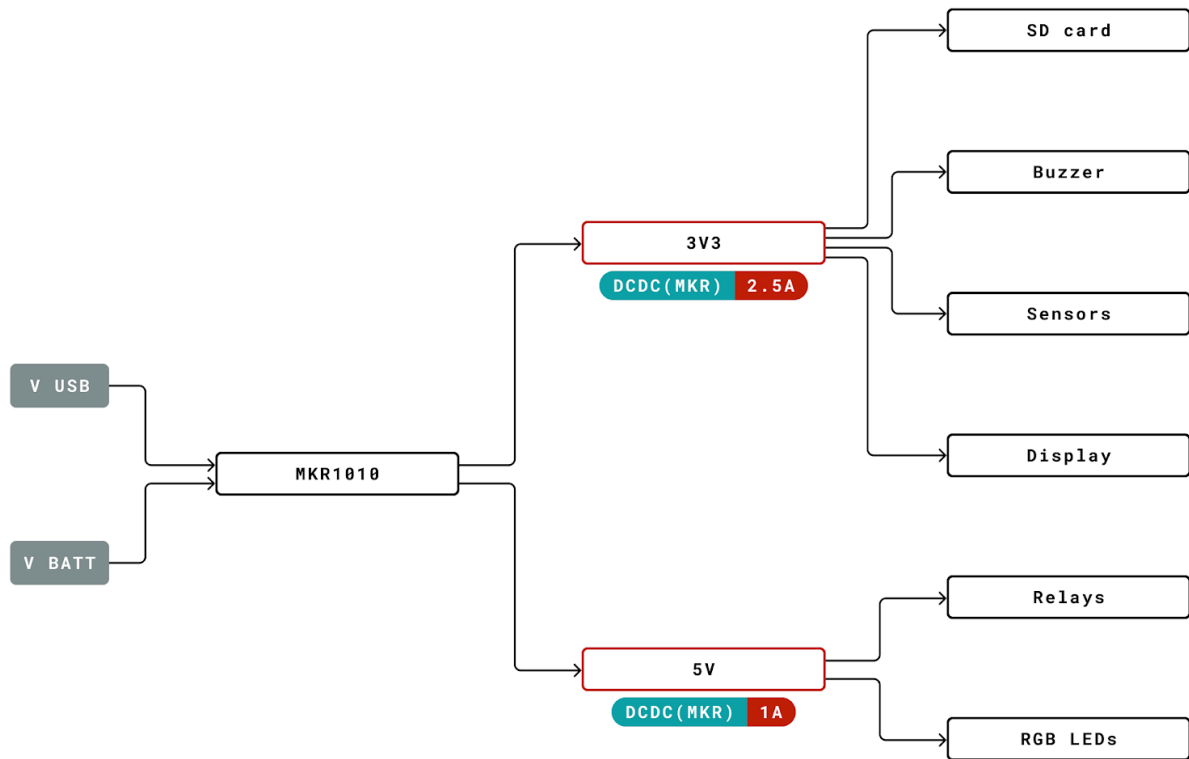 SD card
Buzzer
3V3
DCDC(MKR) 2.5A
Sensors
V USB
MKR1010
Display
V BATT
Relays
5V
DCDC(MKR) 1A
RGB LEDs